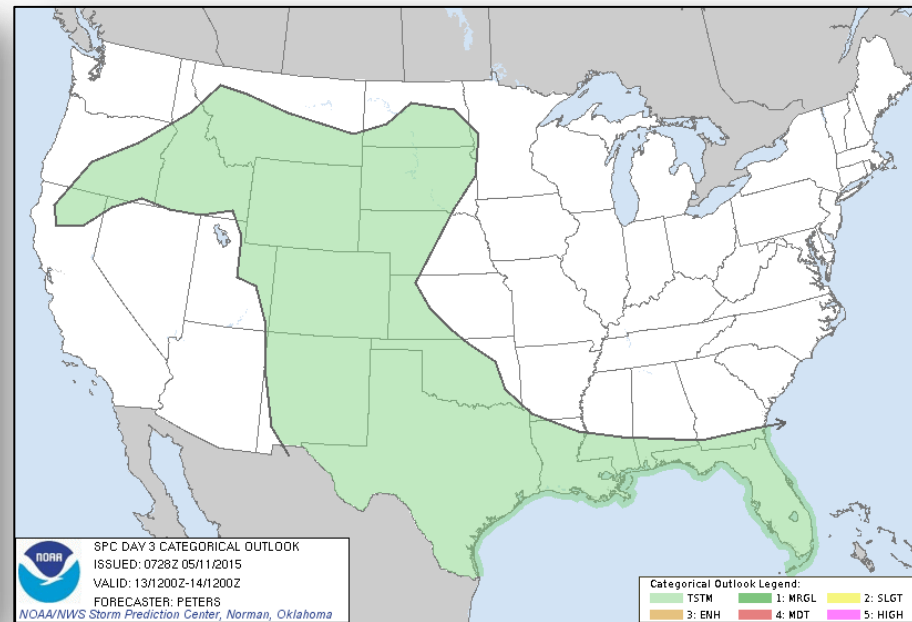 NOAA
SPC DAY 3 CATEGORICAL OUTLOOK
ISSUED: 0728Z 05/11/2015
VALID: 13/1200Z-14/1200Z
FORECASTER: PETERS
NOAA/NWS Storm Prediction Center, Norman, Oklahoma
Categorical Outlook Legend:
TSTM 1: MRGL 2: SLGT
3: ENH 4: MDT 5: HIGH